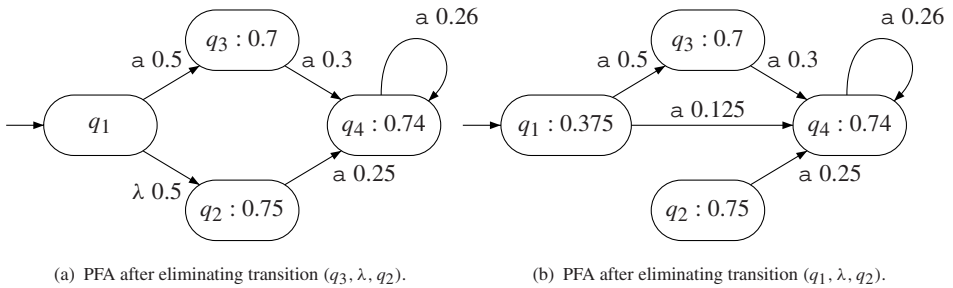 a 0.26
a 0.26
q3 : 0.7
q3 : 0.7
a 0.5
a 0.3
a 0.5
a 0.3
q1
q4 : 0.74
q1 : 0.375
a 0.125
q4 : 0.74
λ 0.5
a 0.25
a 0.25
q2 : 0.75
q2 : 0.75
(a) PFA after eliminating transition (q3, λ, q2).
(b) PFA after eliminating transition (q1, λ, q2).